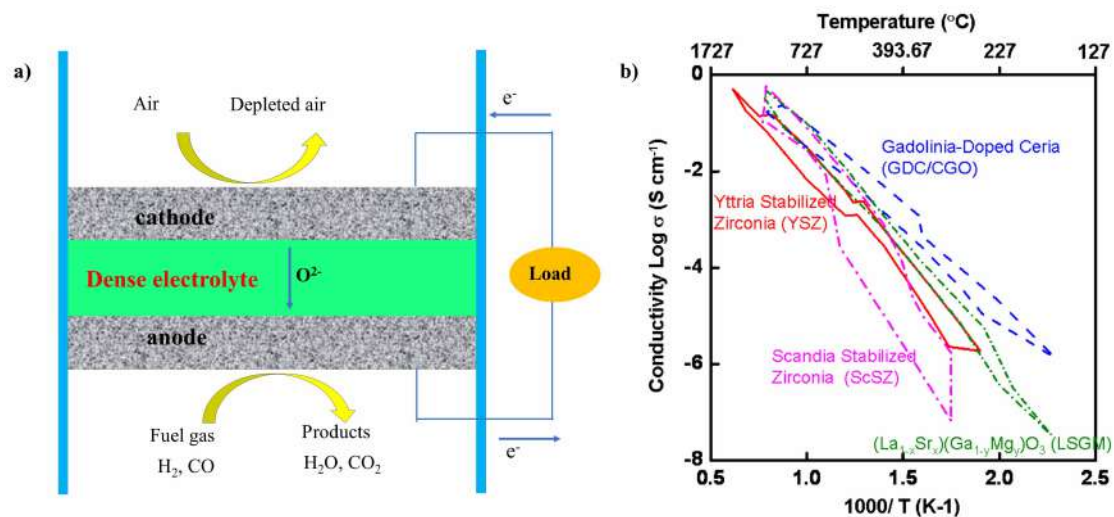 a)
Air
Depleted air
e-
cathode
Dense electrolyte
O²⁻
Load
anode
Fuel gas
Products
H₂, CO
H₂O, CO₂
e-
b)
Temperature (°C)
1727
727
393.67
227
127
0
-2
-4
-6
-8
Conductivity Log σ (S cm⁻¹)
Gadolinia-Doped Ceria
(GDC/CGO)
Yttria Stabilized
Zirconia (YSZ)
Scandia Stabilized
Zirconia (ScSZ)
(La₁₋ₓSrₓ)(Ga₁₋yMgy)O₃ (LSGM)
0.5
1.0
1.5
2.0
2.5
1000/ T (K-1)